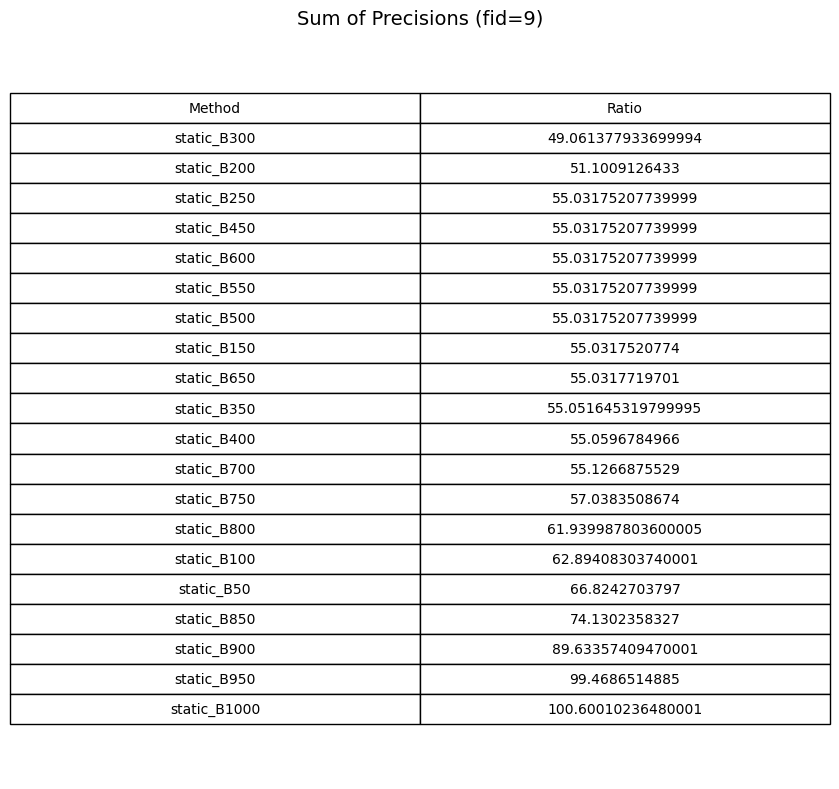 Sum of Precisions (fid=9)
Method Ratio
static_B300 49.061377933699994
static_B200 51.1009126433
static_B250 55.03175207739999
static_B450 55.03175207739999
static_B600 55.03175207739999
static_B550 55.03175207739999
static_B500 55.03175207739999
static_B150 55.0317520774
static_B650 55.0317719701
static_B350 55.051645319799995
static_B400 55.0596784966
static_B700 55.1266875529
static_B750 57.0383508674
static_B800 61.939987803600005
static_B100 62.89408303740001
static_B50 66.8242703797
static_B850 74.1302358327
static_B900 89.63357409470001
static_B950 99.4686514885
static_B1000 100.60010236480001